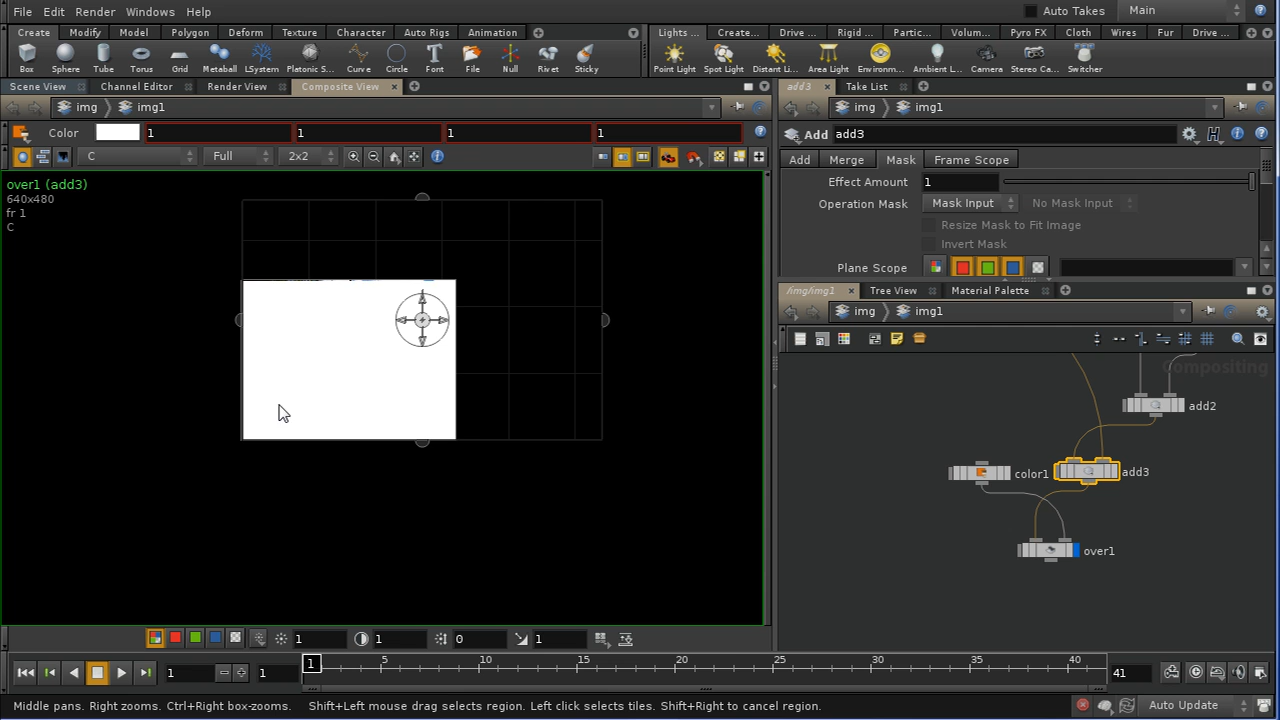 File Edit Render Windows Help Auto Takes Main
Create Modify Model Polygon Deform Texture Character Auto Rigs Animation Lights ... Create... Drive ... Rigid ... Partic... Volum... Pyro FX Cloth Wires Fur Drive ...
Box Sphere Tube Torus Grid Metaball LSystem Platonic S... Curve Circle Font File Null Rivet Sticky Point Light Spot Light Distant L... Area Light Environm... Ambient L... Camera Stereo Ca... Switcher
Scene View Channel Editor Render View Composite View add3 Take List
img img1 img img1
Color 1 1 1 1 Add add3
C Full 2x2 Add Merge Mask Frame Scope
over1 (add3)
640x480
fr 1
C
Effect Amount 1
Operation Mask Mask Input No Mask Input
Resize Mask to Fit Image
Invert Mask
Plane Scope
/img/img1 Tree View Material Palette
img img1
Compositing
add2
color1 add3
over1
1 1 0 1
1 1 1 5 10 15 20 25 30 35 40 41
Middle pans. Right zooms. Ctrl+Right box-zooms. Shift+Left mouse drag selects region. Left click selects tiles. Shift+Right to cancel region. Auto Update